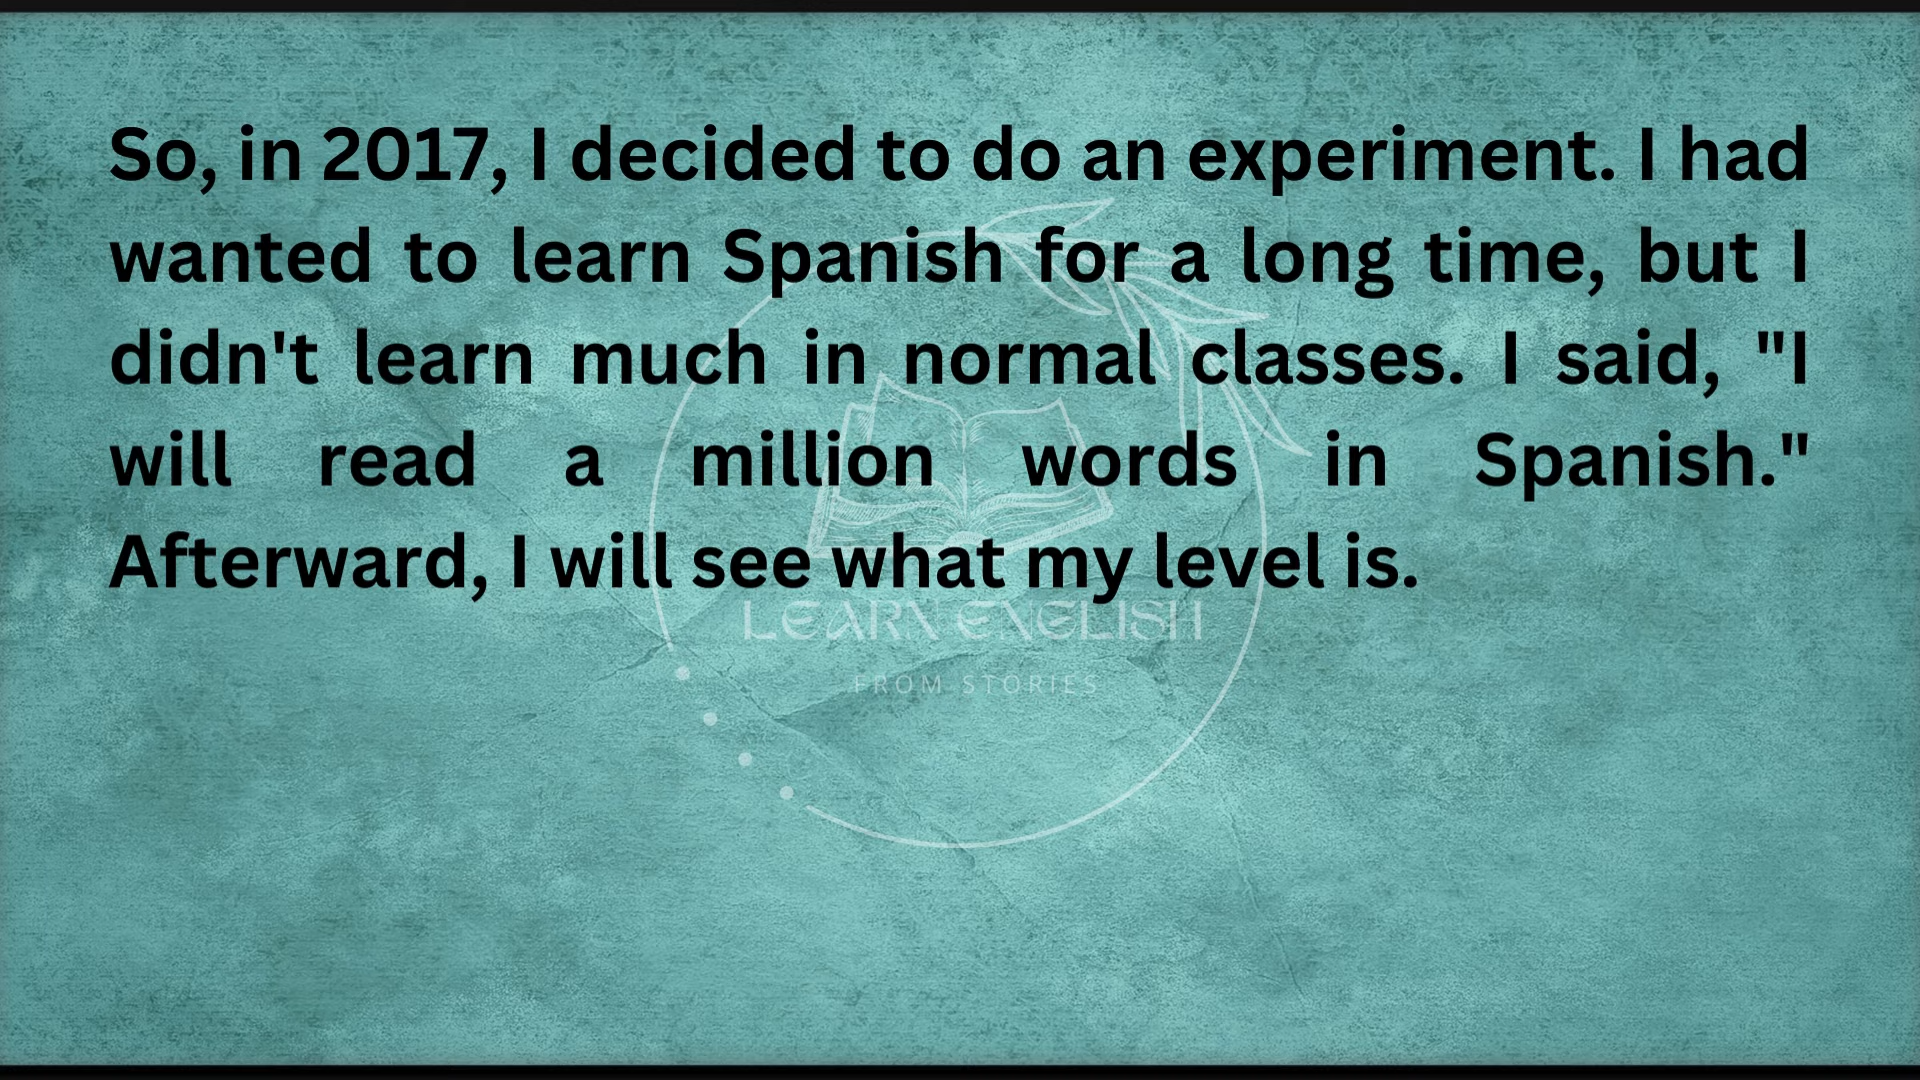 So, in 2017, I decided to do an experiment. I had
wanted to learn Spanish for a long time, but I
didn't learn much in normal classes. I said, "I
will read a million words in Spanish."
Afterward, I will see what my level is.
LEARN ENGLISH
FROM STORIES